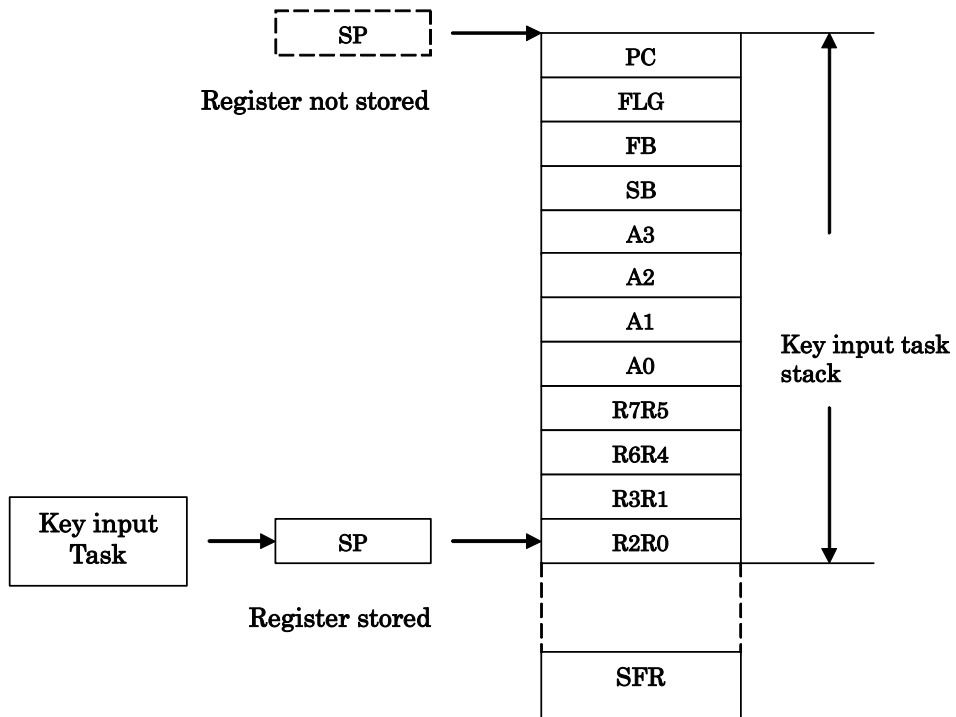 SP
PC
Register not stored
FLG
FB
SB
A3
A2
A1
Key input task
stack
A0
R7R5
R6R4
R3R1
Key input
Task
SP
R2R0
Register stored
SFR